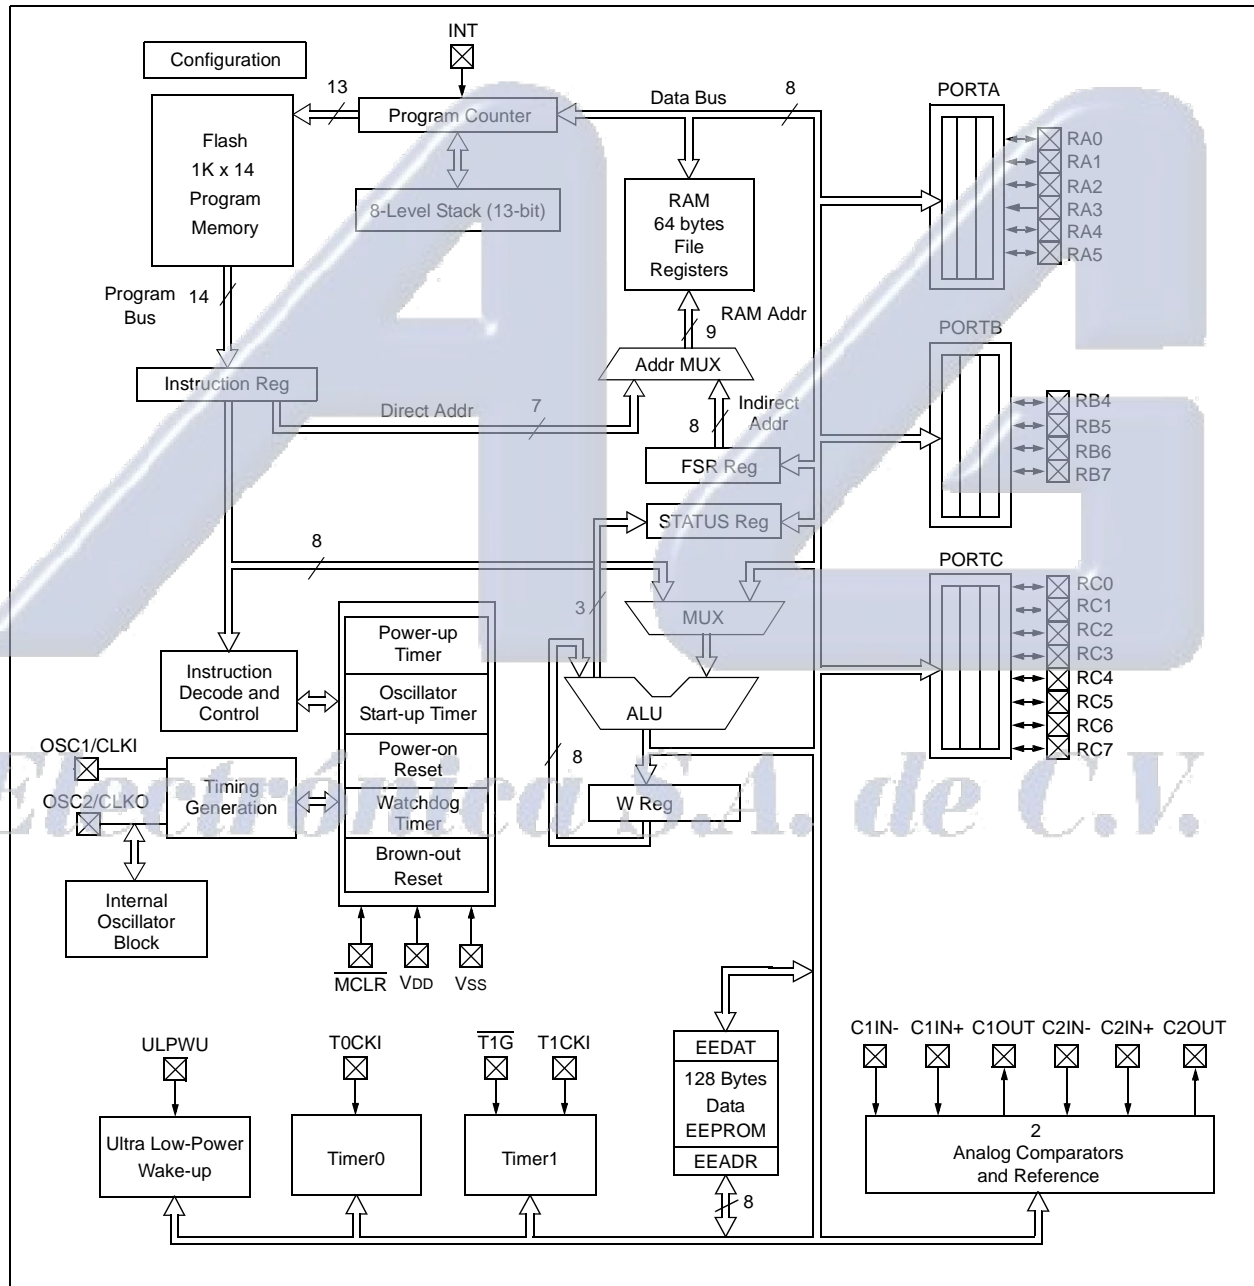 INT
Configuration
13
Data Bus
8
PORTA
Program Counter
Flash
1K x 14
Program
Memory
8-Level Stack (13-bit)
RAM
64 bytes
File
Registers
RA0
RA1
RA2
RA3
RA4
RA5
Program
Bus
14
RAM Addr
9
PORTB
Addr MUX
Instruction Reg
Direct Addr
7
Indirect
Addr
8
FSR Reg
RB4
RB5
RB6
RB7
STATUS Reg
8
PORTC
3
MUX
RC0
RC1
RC2
RC3
RC4
RC5
RC6
RC7
Power-up
Timer
Instruction
Decode and
Control
Oscillator
Start-up Timer
ALU
OSC1/CLKI
Power-on
Reset
8
Timing
Generation
OSC2/CLKO
Watchdog
Timer
W Reg
Electrónica S.A. de C.V.
Brown-out
Reset
Internal
Oscillator
Block
MCLR
VDD
VSS
ULPWU
T0CKI
T1G
T1CKI
EEDAT
128 Bytes
Data
EEPROM
EEADR
8
C1IN-
C1IN+
C1OUT
C2IN-
C2IN+
C2OUT
Ultra Low-Power
Wake-up
Timer0
Timer1
2
Analog Comparators
and Reference